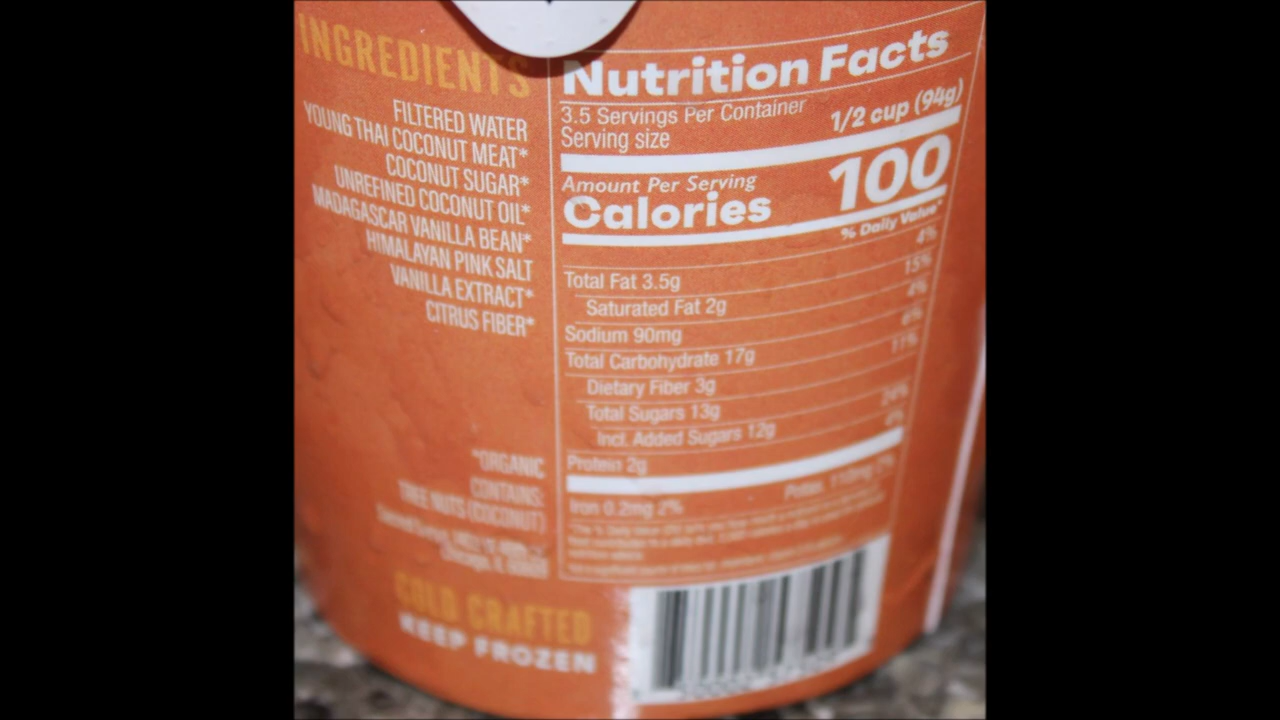 INGREDIENTS
FILTERED WATER
YOUNG THAI COCONUT MEAT*
COCONUT SUGAR*
UNREFINED COCONUT OIL*
MADAGASCAR VANILLA BEAN*
HIMALAYAN PINK SALT
VANILLA EXTRACT*
CITRUS FIBER*
*ORGANIC
CONTAINS:
TREE NUTS (COCONUT)
COLD CRAFTED
KEEP FROZEN
Nutrition Facts
3.5 Servings Per Container
Serving size 1/2 cup (94g)
Amount Per Serving
Calories 100
% Daily Value*
Total Fat 3.5g 4%
Saturated Fat 2g 15%
Sodium 90mg 4%
Total Carbohydrate 17g 6%
Dietary Fiber 3g 11%
Total Sugars 13g
Incl. Added Sugars 12g 24%
Protein 2g 4%
Iron 0.2mg 2% Potas. 110mg 2%